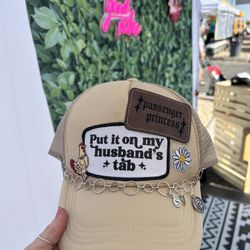 passenger
princess
Put it on my
husband's
tab